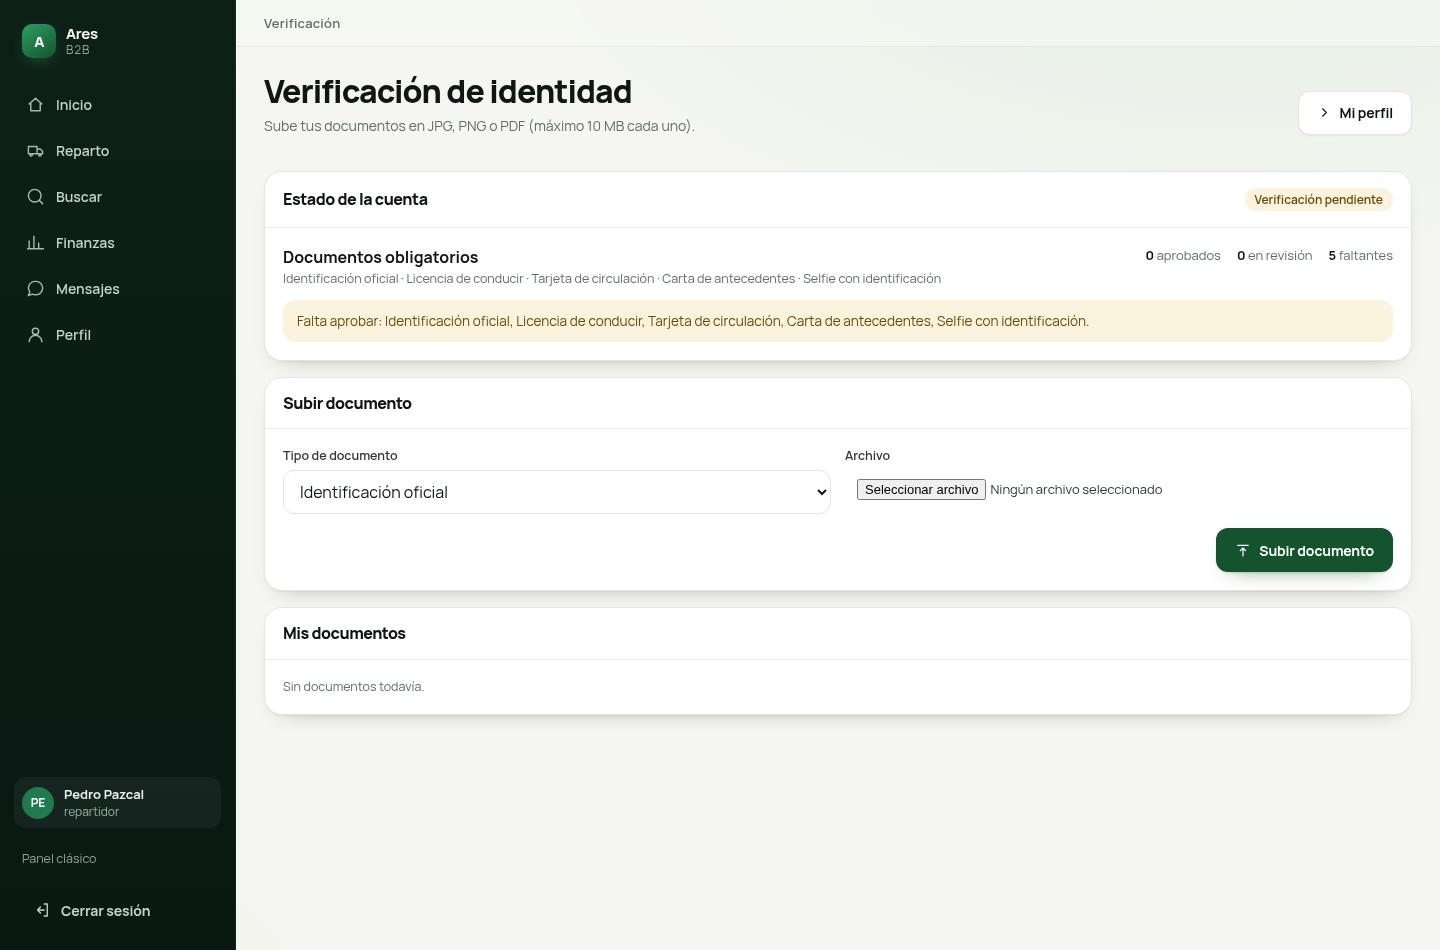 A
Ares
B2B
Inicio
Reparto
Buscar
Finanzas
Mensajes
Perfil
PE
Pedro Pazcal
repartidor
Panel clásico
Cerrar sesión
Verificación
Verificación de identidad
Sube tus documentos en JPG, PNG o PDF (máximo 10 MB cada uno).
Mi perfil
Estado de la cuenta
Verificación pendiente
Documentos obligatorios
0 aprobados 0 en revisión 5 faltantes
Identificación oficial · Licencia de conducir · Tarjeta de circulación · Carta de antecedentes · Selfie con identificación
Falta aprobar: Identificación oficial, Licencia de conducir, Tarjeta de circulación, Carta de antecedentes, Selfie con identificación.
Subir documento
Tipo de documento
Identificación oficial
Archivo
Seleccionar archivo Ningún archivo seleccionado
Subir documento
Mis documentos
Sin documentos todavía.